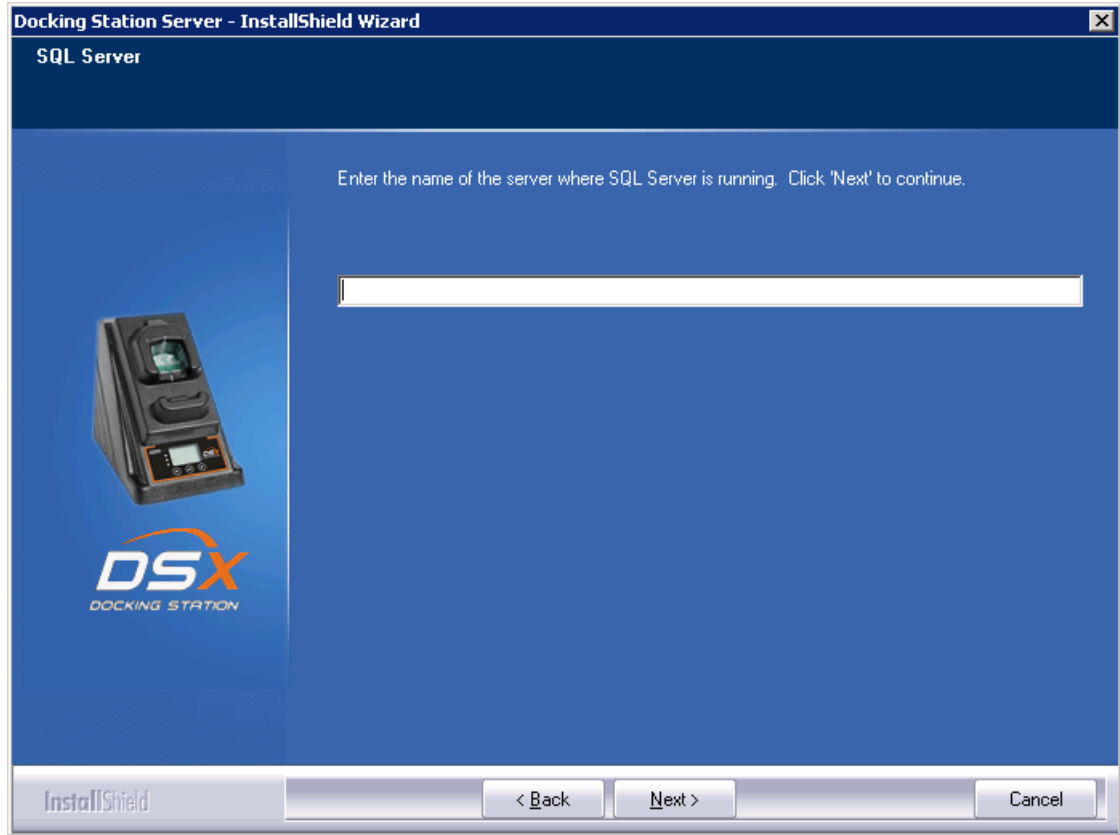 Docking Station Server - InstallShield Wizard
SQL Server
Enter the name of the server where SQL Server is running. Click 'Next' to continue.
DSX
DOCKING STATION
InstallShield
< Back
Next >
Cancel